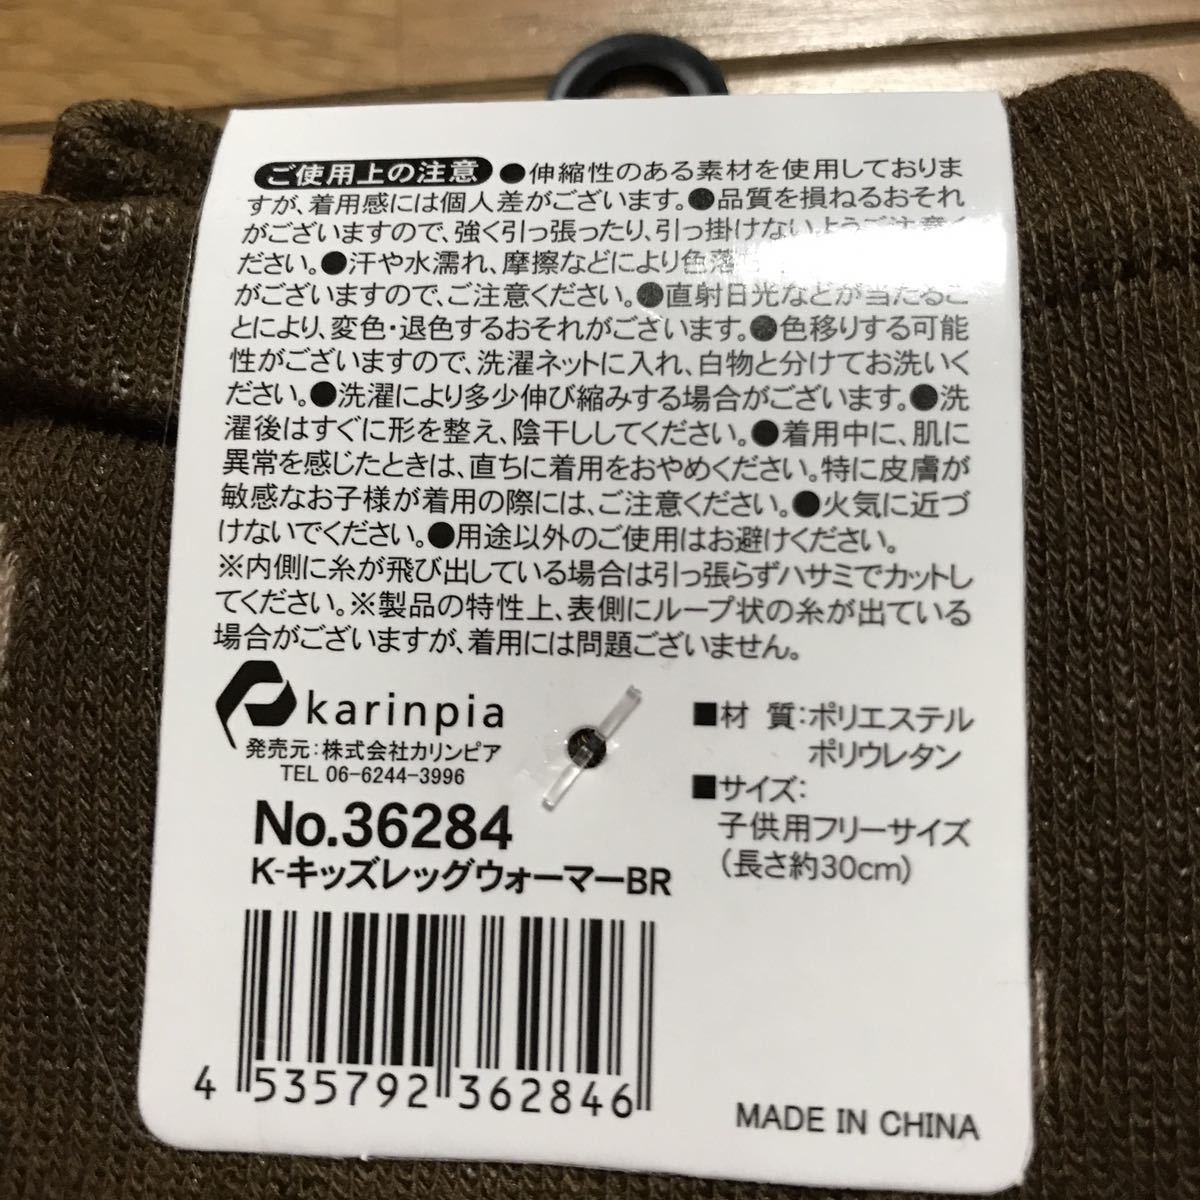 ご使用上の注意 ●伸縮性のある素材を使用しておりま
すが、着用感には個人差がございます。●品質を損ねるおそれ
がございますので、強く引っ張ったり、引っ掛けないようご注意く
ださい。●汗や水濡れ、摩擦などにより色落
がございますので、ご注意ください。●直射日光などが当たるこ
とにより、変色・退色するおそれがございます。●色移りする可能
性がございますので、洗濯ネットに入れ、白物と分けてお洗いく
ださい。●洗濯により多少伸び縮みする場合がございます。●洗
濯後はすぐに形を整え、陰干ししてください。●着用中に、肌に
異常を感じたときは、直ちに着用をおやめください。特に皮膚が
敏感なお子様が着用の際には、ご注意ください。●火気に近づ
けないでください。●用途以外のご使用はお避けください。
※内側に糸が飛び出している場合は引っ張らずハサミでカットし
てください。※製品の特性上、表側にループ状の糸が出ている
場合がございますが、着用には問題ございません。
karinpia
発売元:株式会社カリンピア
TEL 06-6244-3996
No.36284
K-キッズレッグウォーマーBR
■材 質:ポリエステル
ポリウレタン
■サイズ:
子供用フリーサイズ
(長さ約30cm)
4 535792 362846
MADE IN CHINA